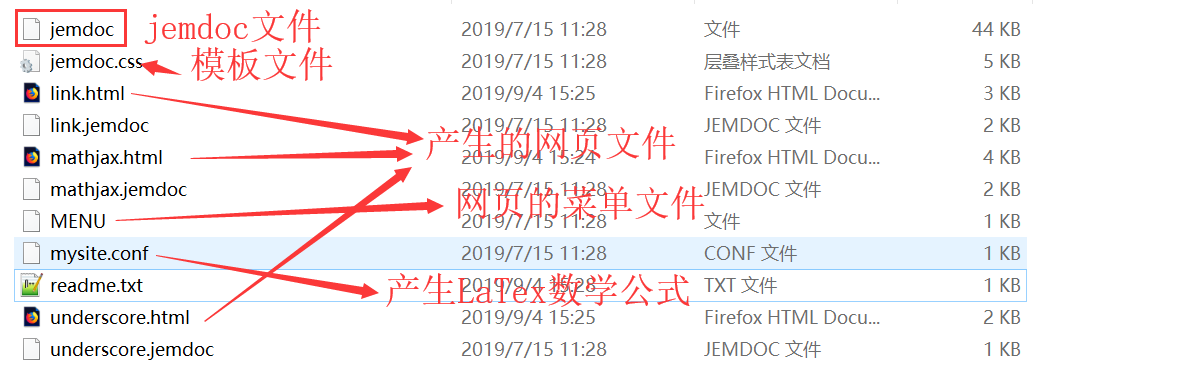 jemdoc 2019/7/15 11:28 文件 44 KB
jemdoc文件
jemdoc.css 2019/7/15 11:28 层叠样式表文档 5 KB
模板文件
link.html 2019/9/4 15:25 Firefox HTML Docu... 3 KB
link.jemdoc 2019/7/15 11:28 JEMDOC 文件 2 KB
产生的网页文件
mathjax.html 2019/9/4 15:24 Firefox HTML Docu... 4 KB
mathjax.jemdoc 2019/7/15 11:28 JEMDOC 文件 2 KB
网页的菜单文件
MENU 2019/7/15 11:28 文件 1 KB
mysite.conf 2019/7/15 11:28 CONF 文件 1 KB
产生LaTex数学公式
readme.txt 2019/9/4 15:28 TXT 文件 1 KB
underscore.html 2019/9/4 15:25 Firefox HTML Docu... 2 KB
underscore.jemdoc 2019/7/15 11:28 JEMDOC 文件 1 KB